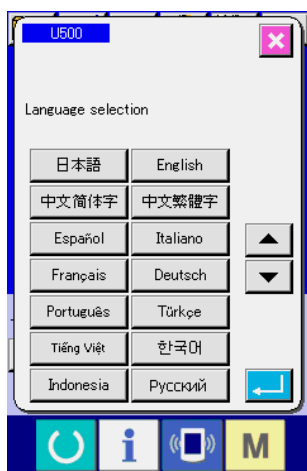 U500
Language selection
日本語 English
中文简体字 中文繁體字
Español Italiano
Français Deutsch
Português Türkçe
Tiếng Việt 한국어
Indonesia Русский
i M